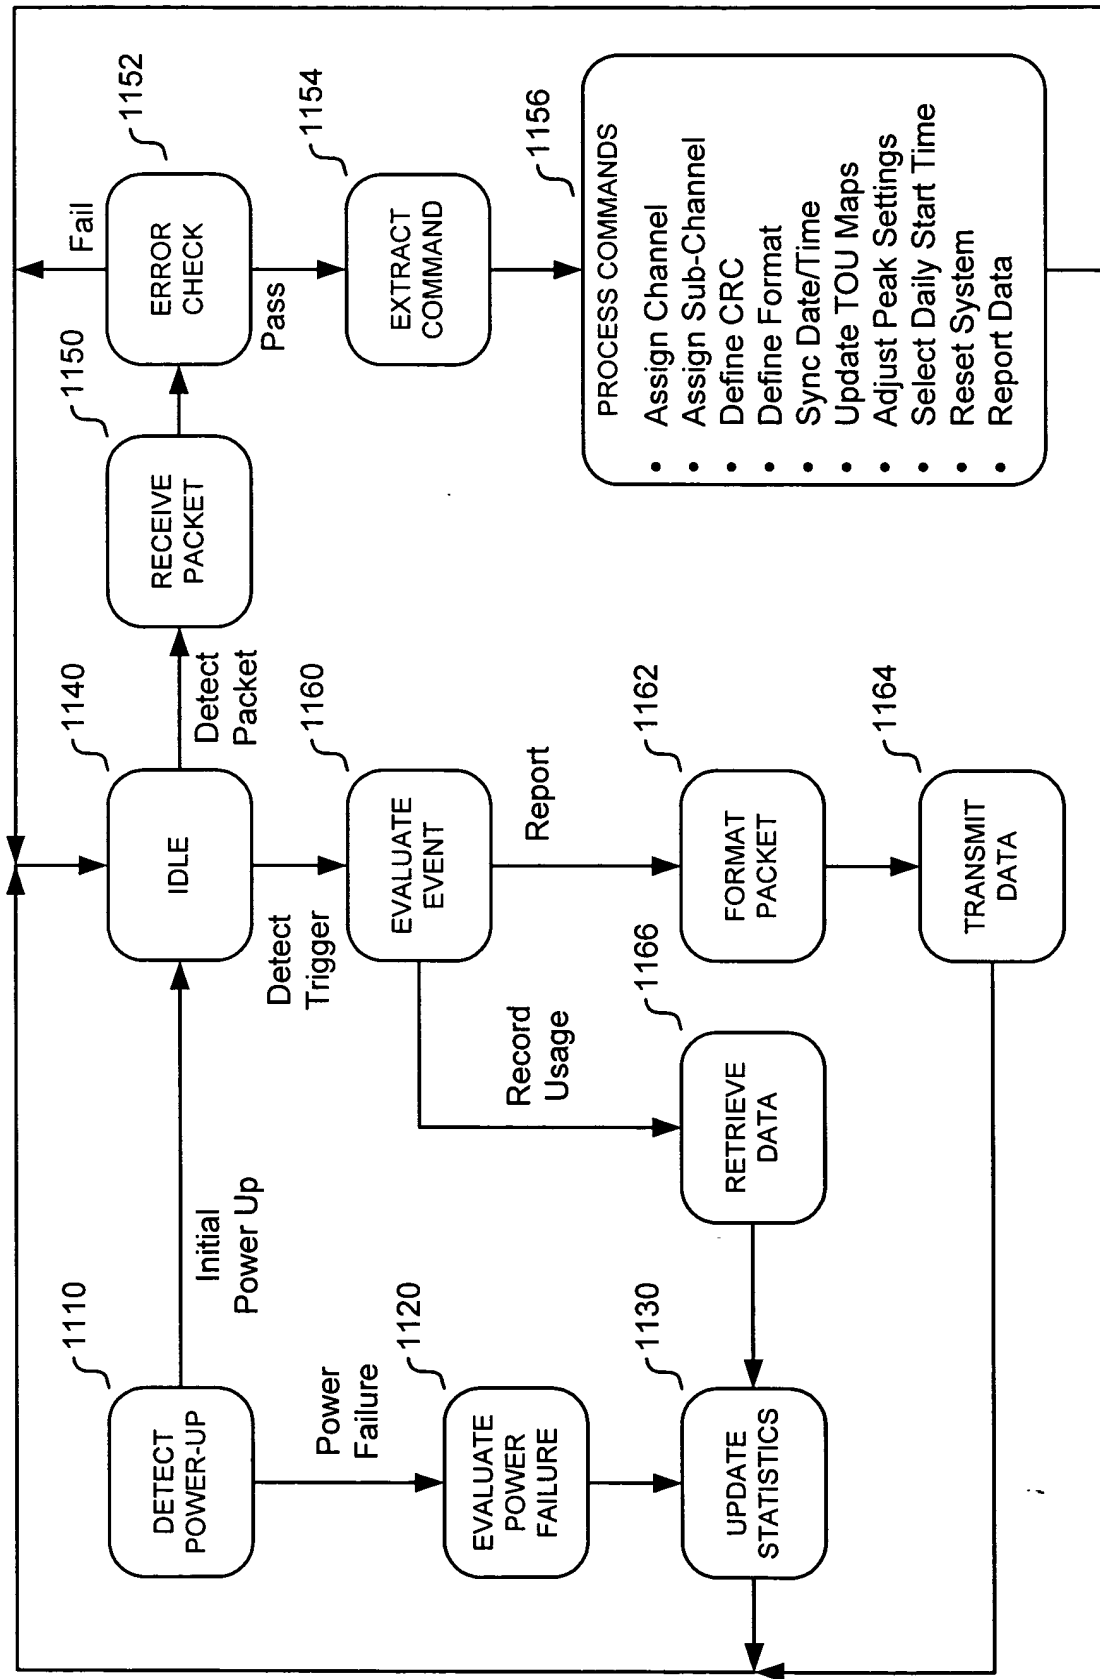 1110
DETECT
POWER-UP
Initial
Power Up
Power
Failure
1120
EVALUATE
POWER
FAILURE
1130
UPDATE
STATISTICS
1140
IDLE
Detect
Packet
Detect
Trigger
1150
RECEIVE
PACKET
1152
ERROR
CHECK
Fail
Pass
1154
EXTRACT
COMMAND
1156
PROCESS COMMANDS
• Assign Channel
• Assign Sub-Channel
• Define CRC
• Define Format
• Sync Date/Time
• Update TOU Maps
• Adjust Peak Settings
• Select Daily Start Time
• Reset System
• Report Data
1160
EVALUATE
EVENT
Report
Record
Usage
1162
FORMAT
PACKET
1164
TRANSMIT
DATA
1166
RETRIEVE
DATA